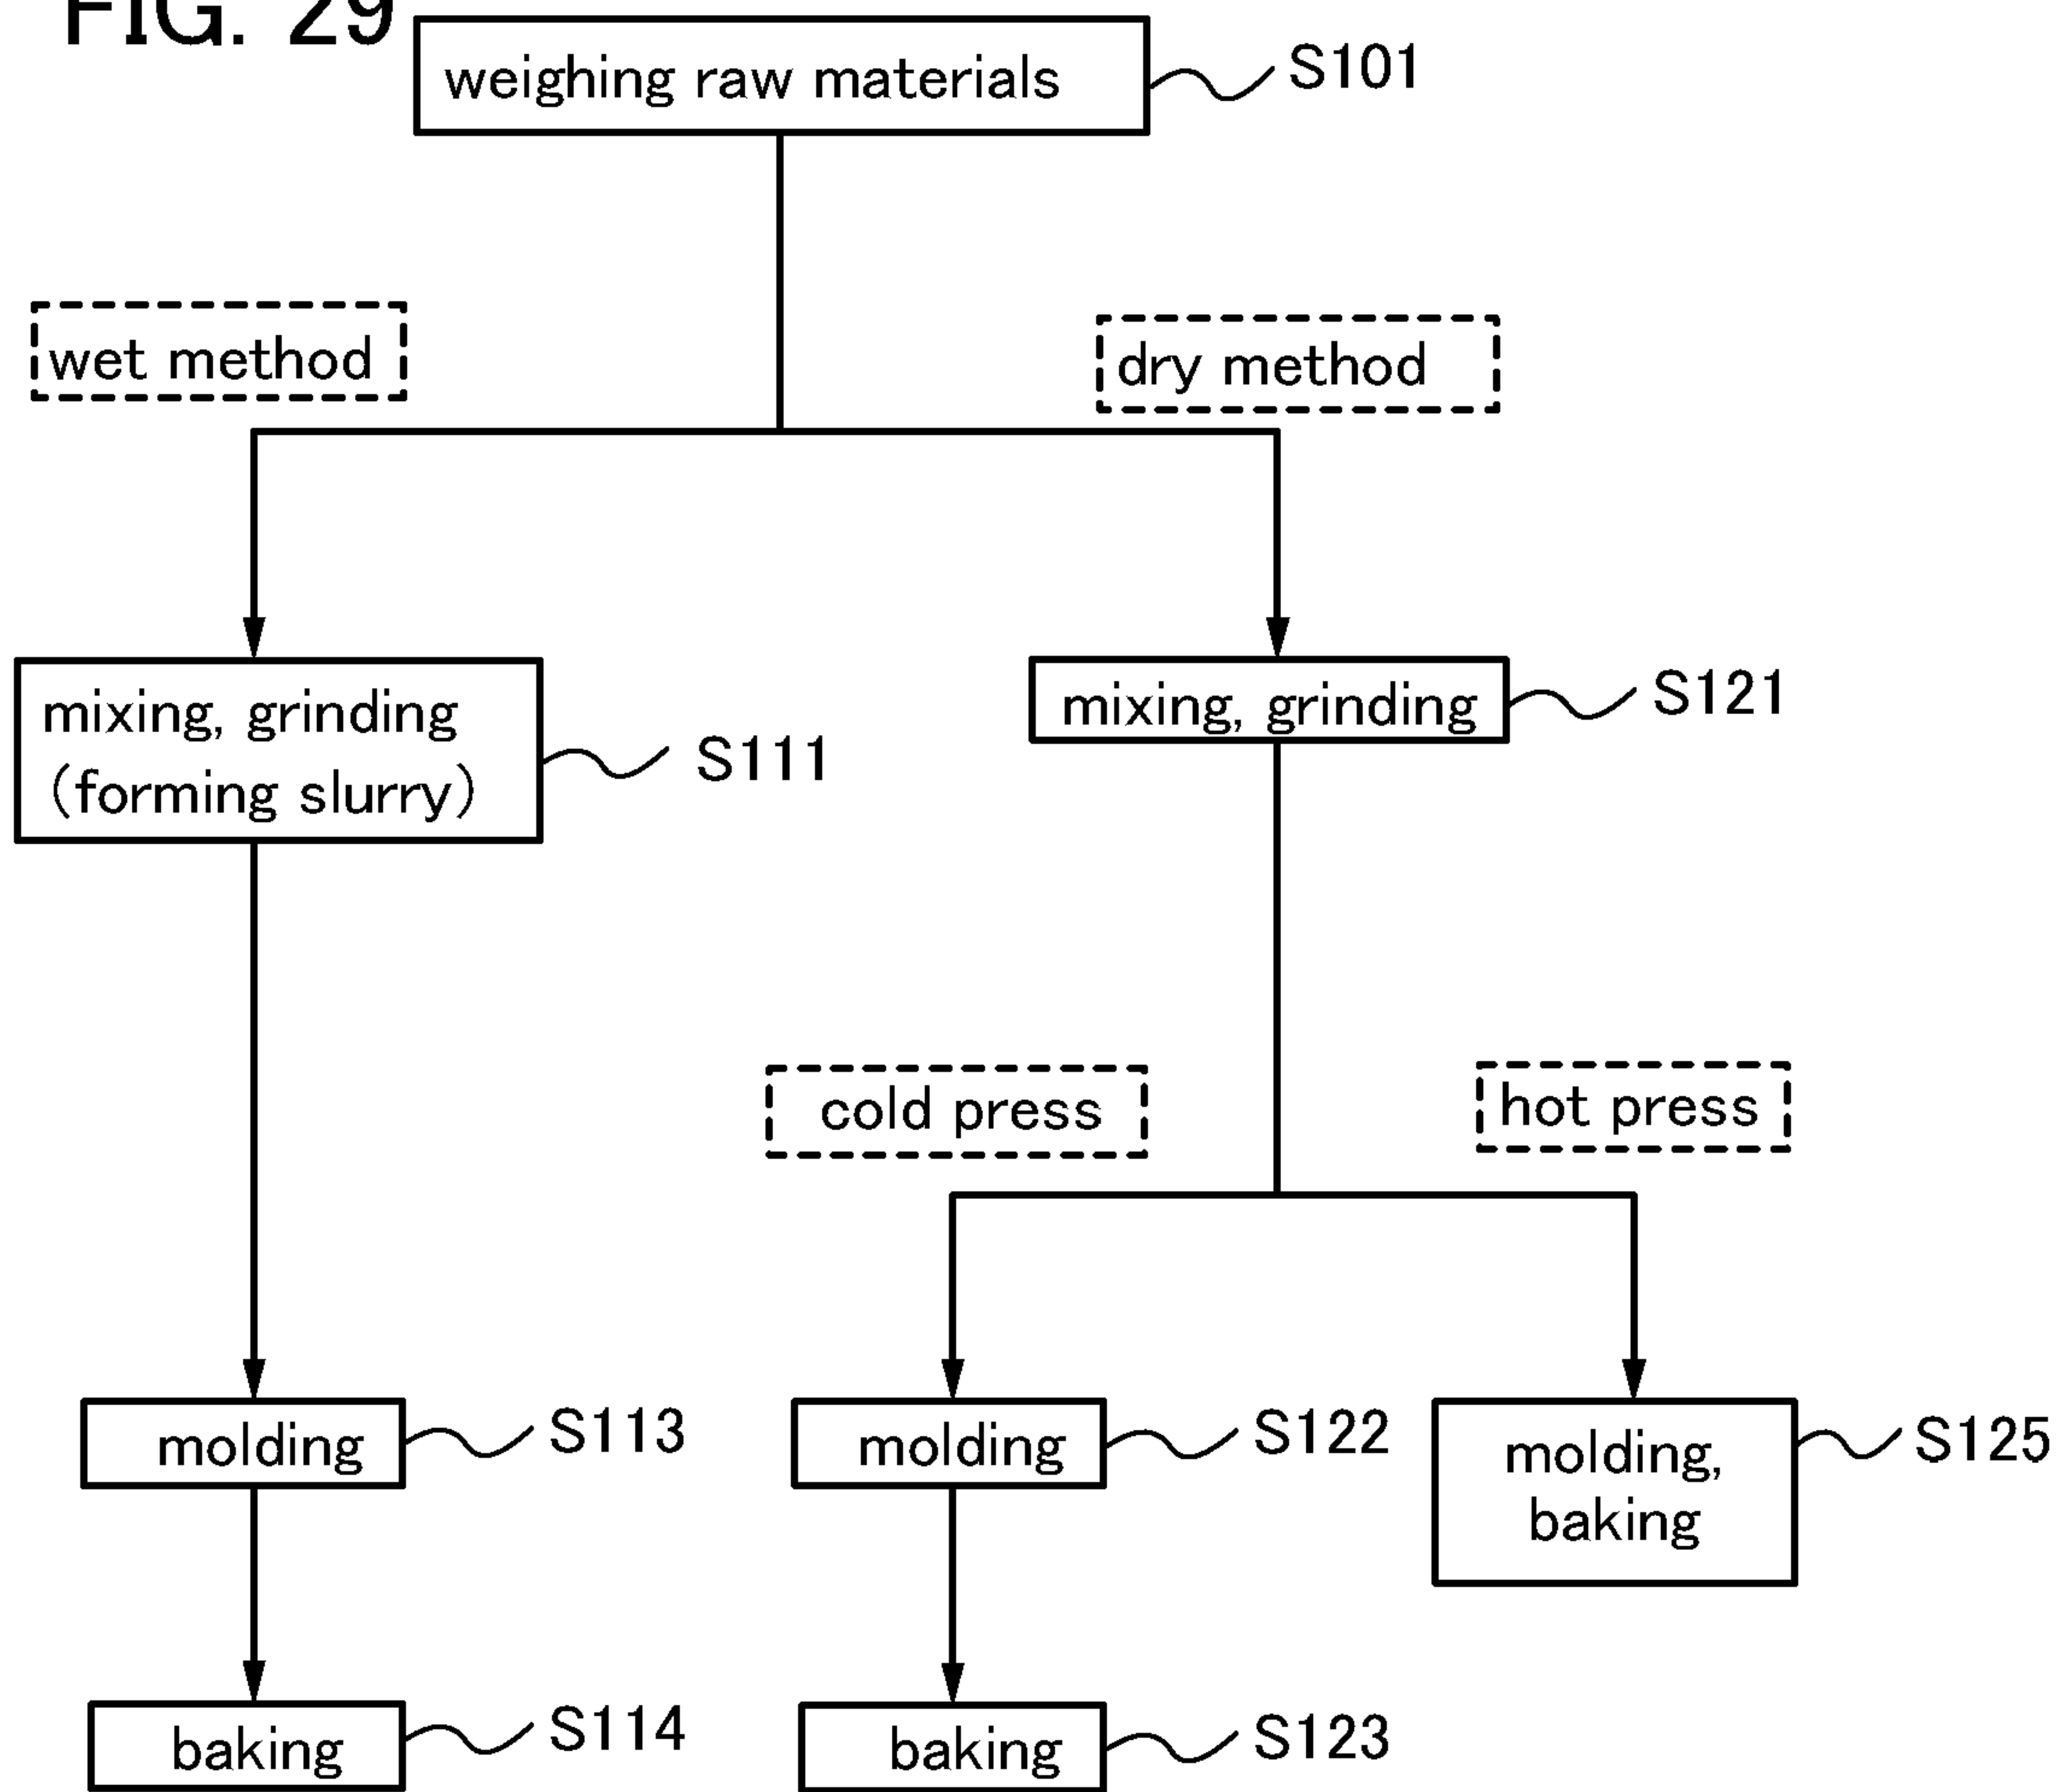 FIG. 29
weighing raw materials
S101
wet method
dry method
mixing, grinding
(forming slurry)
S111
mixing, grinding
S121
cold press
hot press
molding
S113
molding
S122
molding,
baking
S125
baking
S114
baking
S123